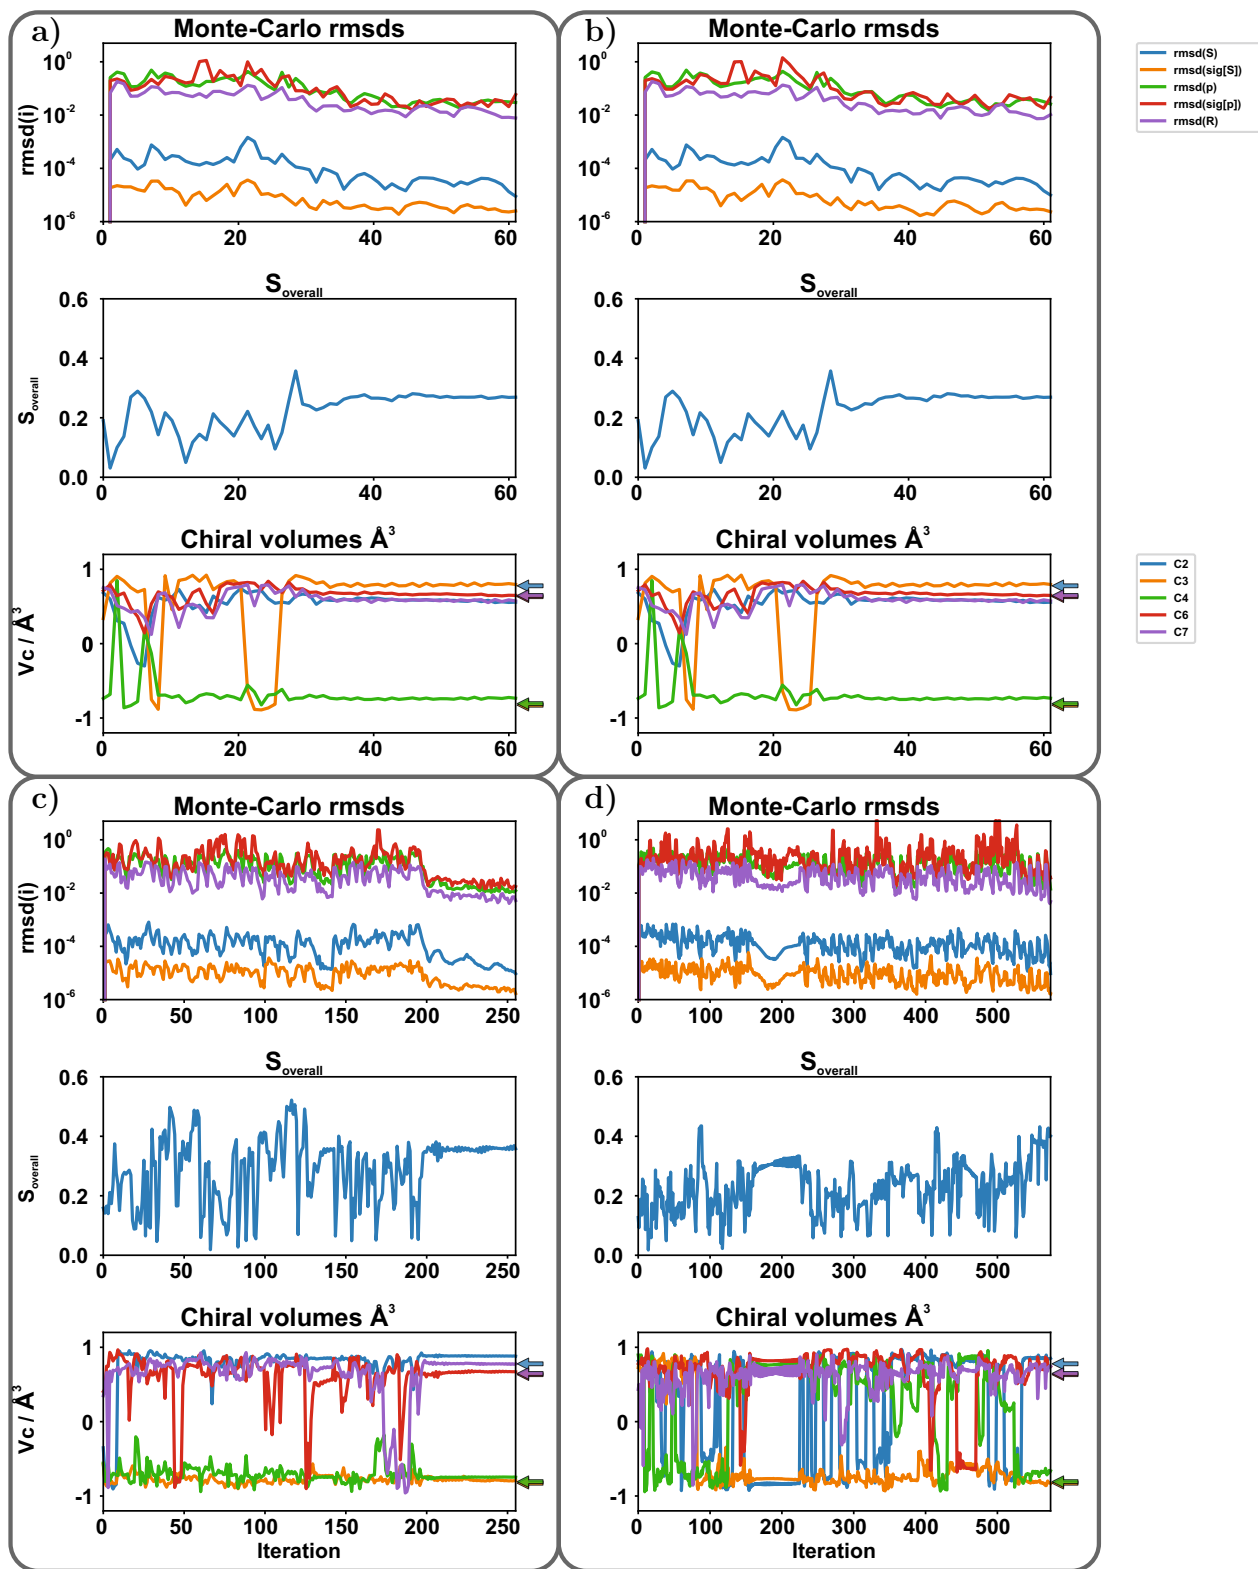 a)
Monte-Carlo rmsds
rmsd(i)
10^0
10^-2
10^-4
10^-6
0 20 40 60
S_overall
S_overall
0.6
0.4
0.2
0.0
0 20 40 60
Chiral volumes Å^3
Vc / Å^3
1
0
-1
0 20 40 60
b)
Monte-Carlo rmsds
10^0
10^-2
10^-4
10^-6
0 20 40 60
S_overall
0.6
0.4
0.2
0.0
0 20 40 60
Chiral volumes Å^3
1
0
-1
0 20 40 60
rmsd(S)
rmsd(sig[S])
rmsd(p)
rmsd(sig[p])
rmsd(R)
C2
C3
C4
C6
C7
c)
Monte-Carlo rmsds
rmsd(i)
10^0
10^-2
10^-4
10^-6
0 50 100 150 200 250
S_overall
S_overall
0.6
0.4
0.2
0.0
0 50 100 150 200 250
Chiral volumes Å^3
Vc / Å^3
1
0
-1
0 50 100 150 200 250
Iteration
d)
Monte-Carlo rmsds
10^0
10^-2
10^-4
10^-6
0 100 200 300 400 500
S_overall
0.6
0.4
0.2
0.0
0 100 200 300 400 500
Chiral volumes Å^3
1
0
-1
0 100 200 300 400 500
Iteration